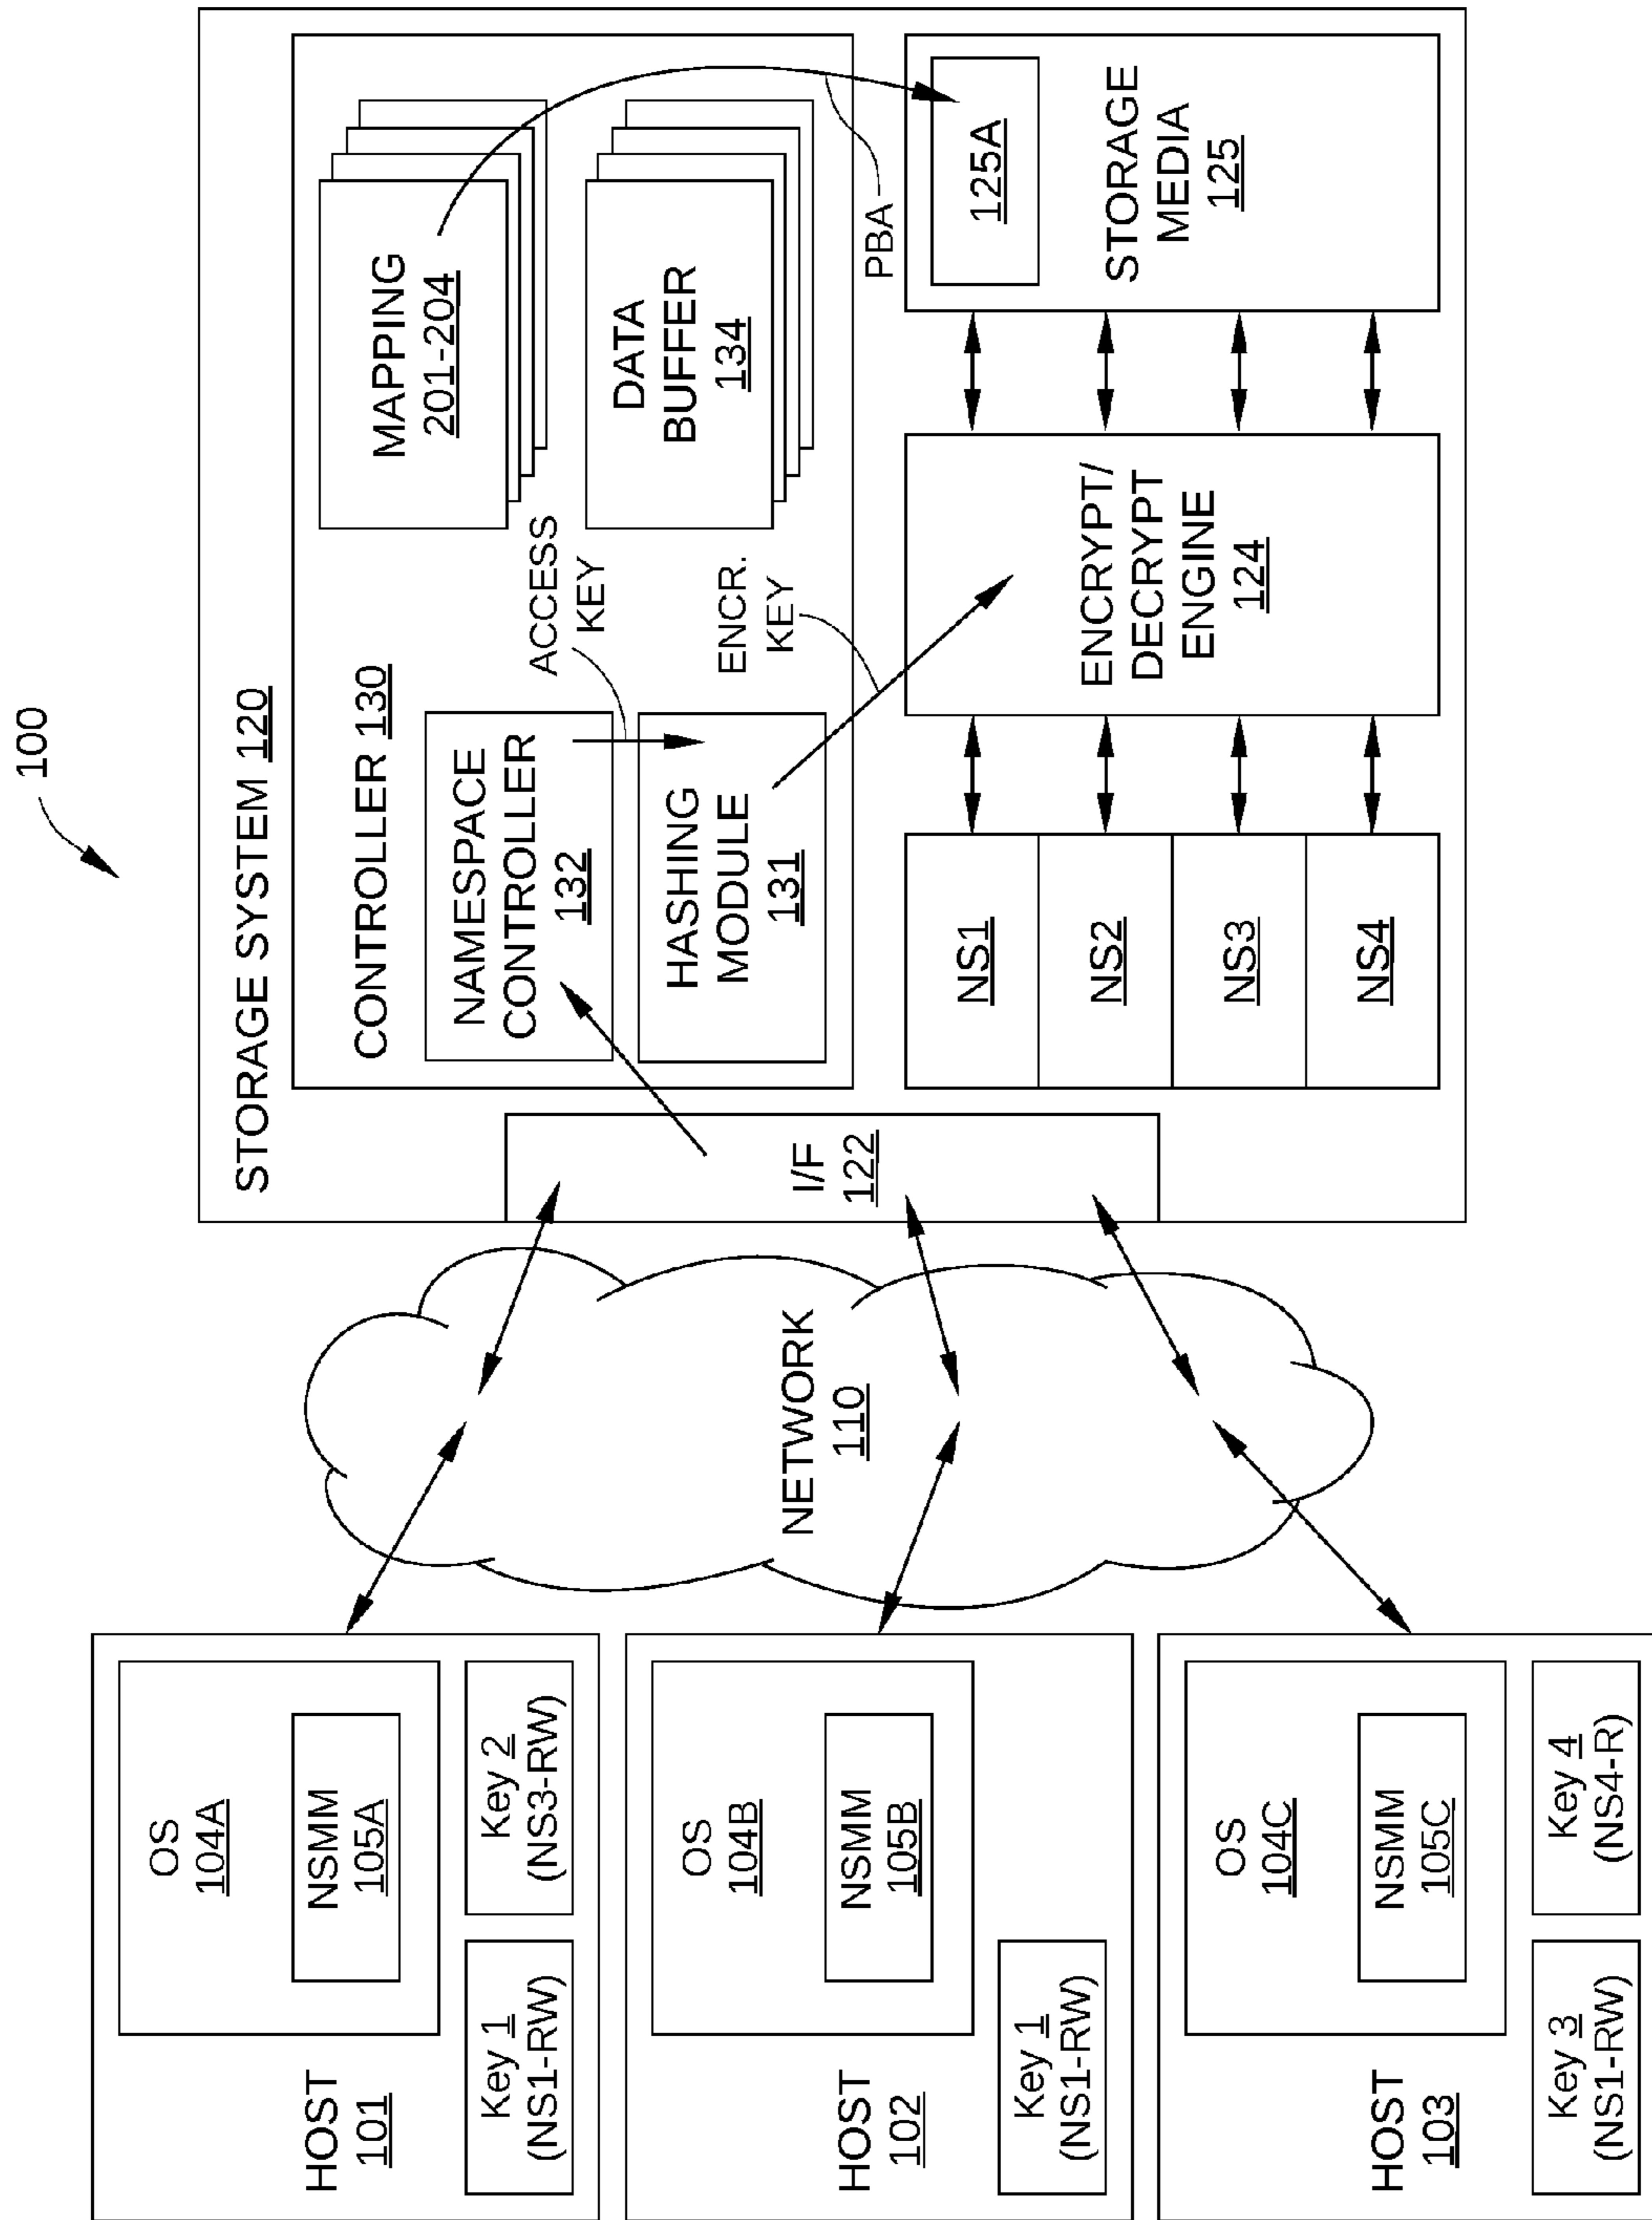 100
HOST
101
OS
104A
NSMM
105A
Key 1
(NS1-RW)
Key 2
(NS3-RW)
HOST
102
OS
104B
NSMM
105B
Key 1
(NS1-RW)
HOST
103
OS
104C
NSMM
105C
Key 3
(NS1-RW)
Key 4
(NS4-R)
NETWORK
110
STORAGE SYSTEM 120
I/F
122
CONTROLLER 130
NAMESPACE
CONTROLLER
132
HASHING
MODULE
131
ACCESS
KEY
ENCR.
KEY
MAPPING
201-204
DATA
BUFFER
134
PBA
NS1
NS2
NS3
NS4
ENCRYPT/
DECRYPT
ENGINE
124
125A
STORAGE
MEDIA
125